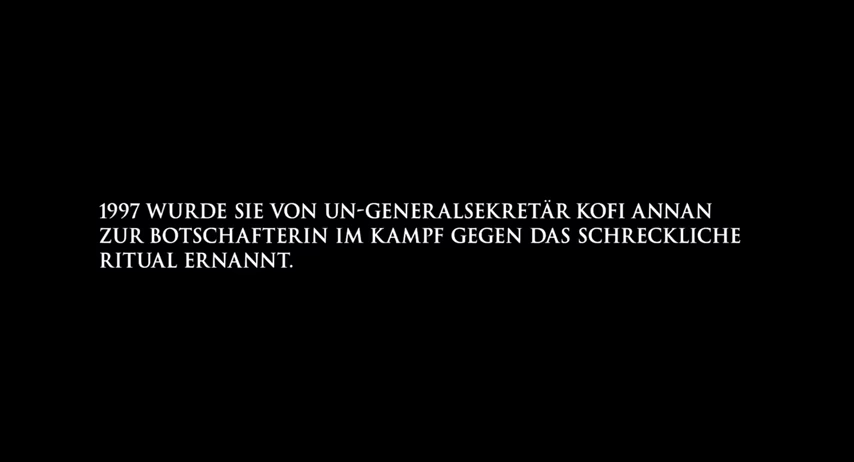 1997 WURDE SIE VON UN-GENERALSEKRETÄR KOFI ANNAN
ZUR BOTSCHAFTERIN IM KAMPF GEGEN DAS SCHRECKLICHE
RITUAL ERNANNT.